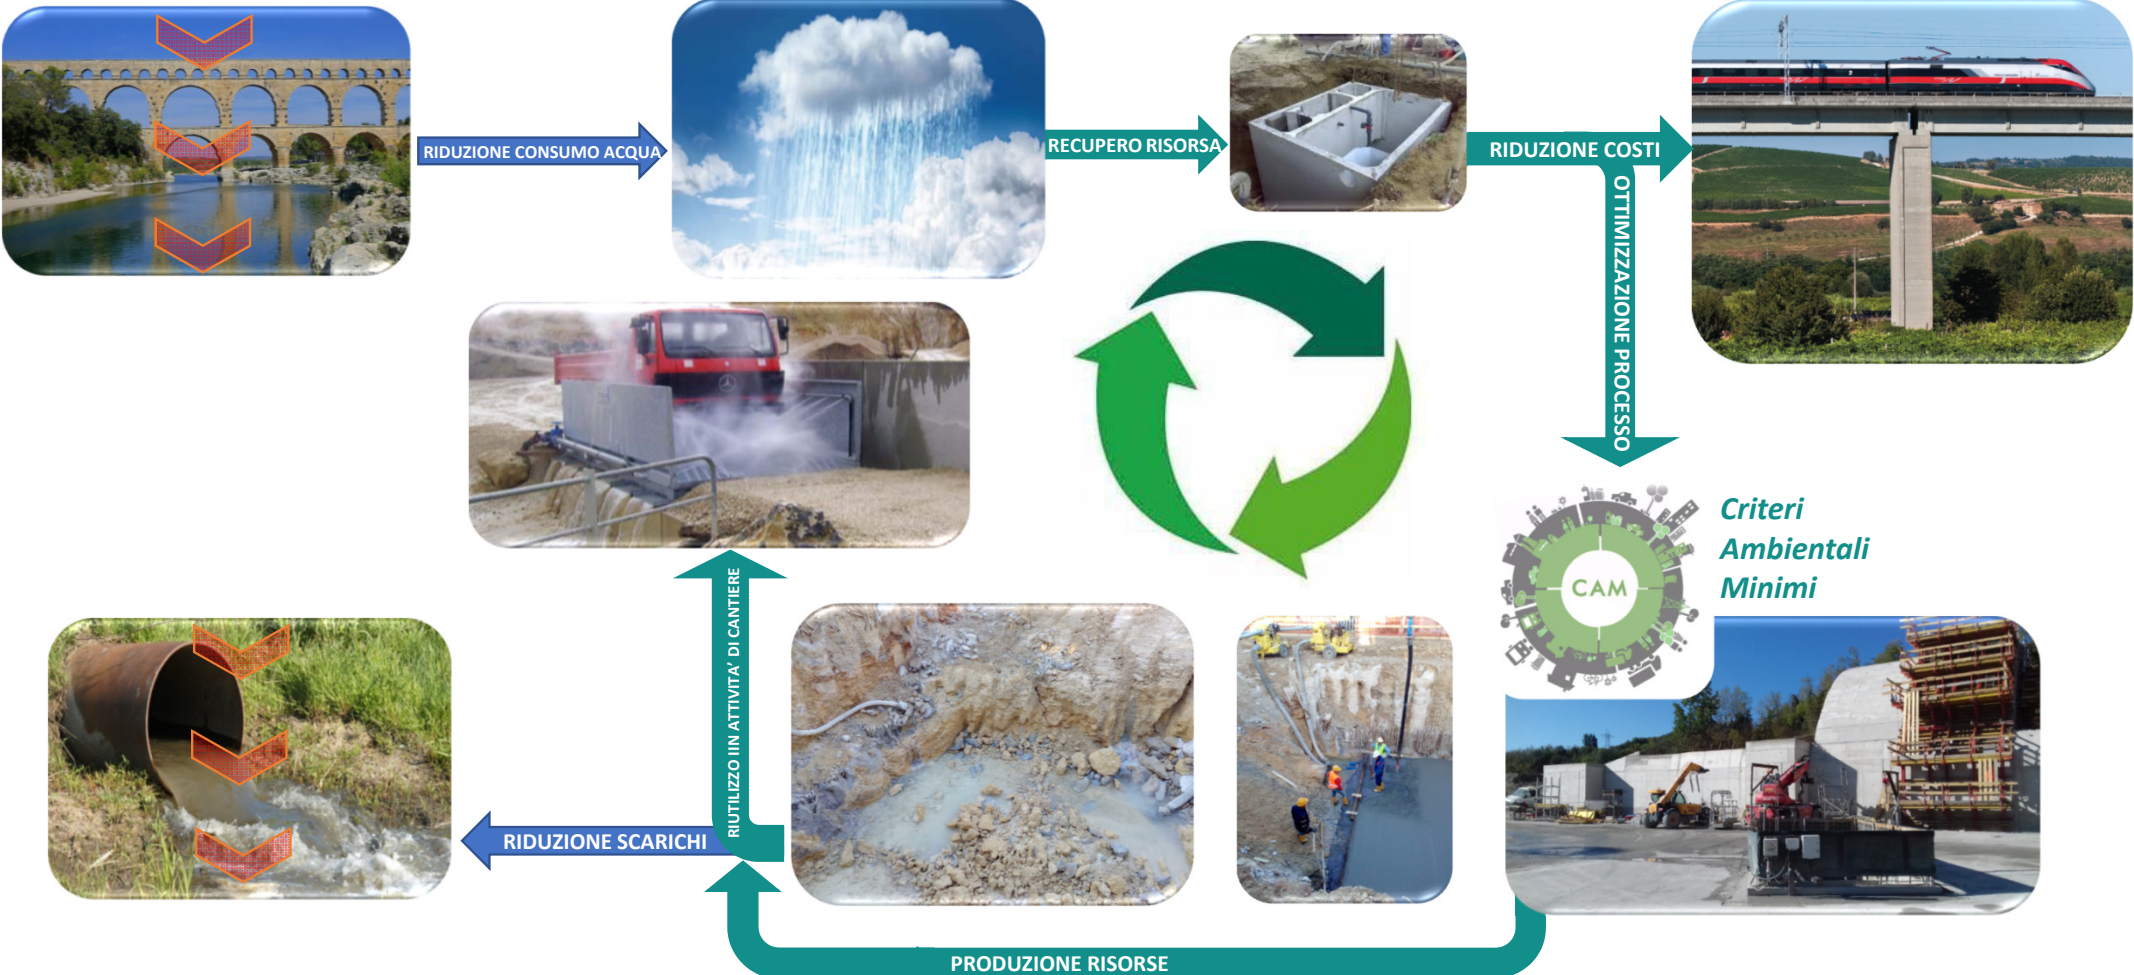 RIDUZIONE CONSUMO ACQUA
RECUPERO RISORSA
RIDUZIONE COSTI
OTTIMIZZAZIONE PROCESSO
Criteri
Ambientali
Minimi
CAM
RIUTILIZZO IIN ATTIVITA' DI CANTIERE
RIDUZIONE SCARICHI
PRODUZIONE RISORSE